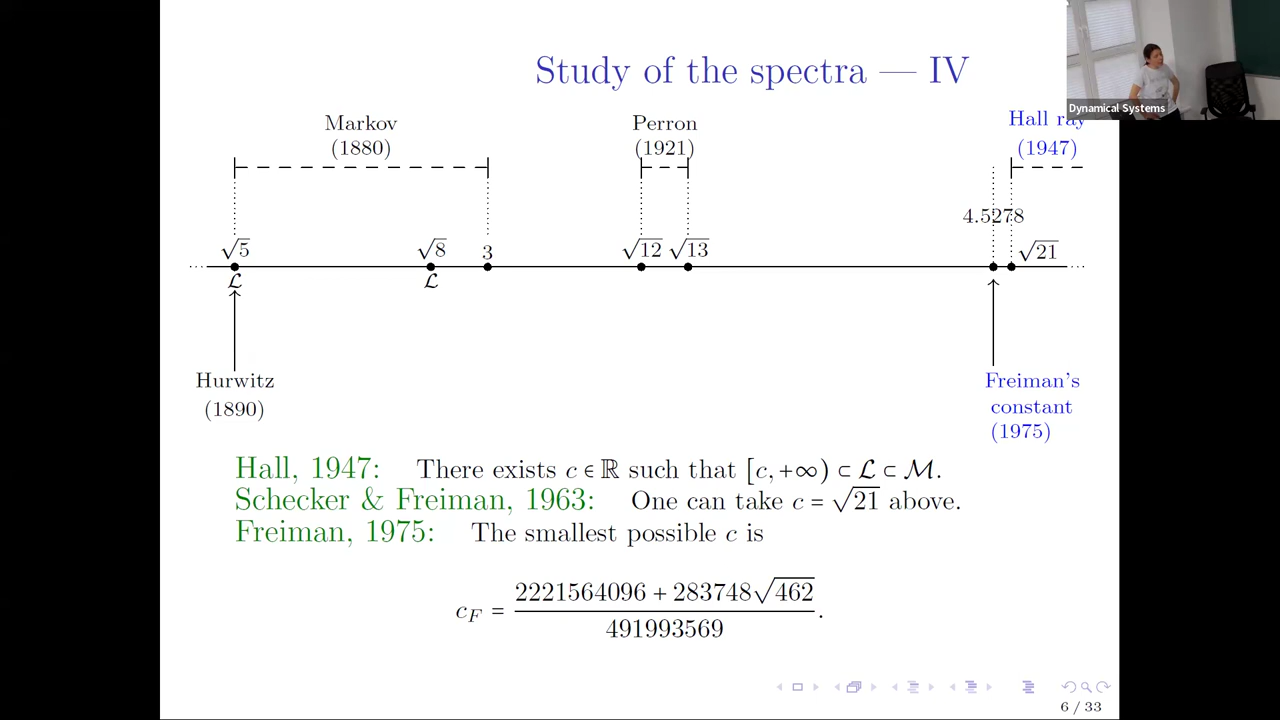 Study of the spectra — IV
Dynamical Systems
Markov
(1880)
Perron
(1921)
Hall ray
(1947)
4.5278
√5
√8
3
√12
√13
√21
ℒ
ℒ
Hurwitz
(1890)
Freiman's
constant
(1975)
Hall, 1947: There exists c ∈ ℝ such that [c, +∞) ⊂ ℒ ⊂ ℳ.
Schecker & Freiman, 1963: One can take c = √21 above.
Freiman, 1975: The smallest possible c is
c_F = (2221564096 + 283748√462) / 491993569.
6 / 33